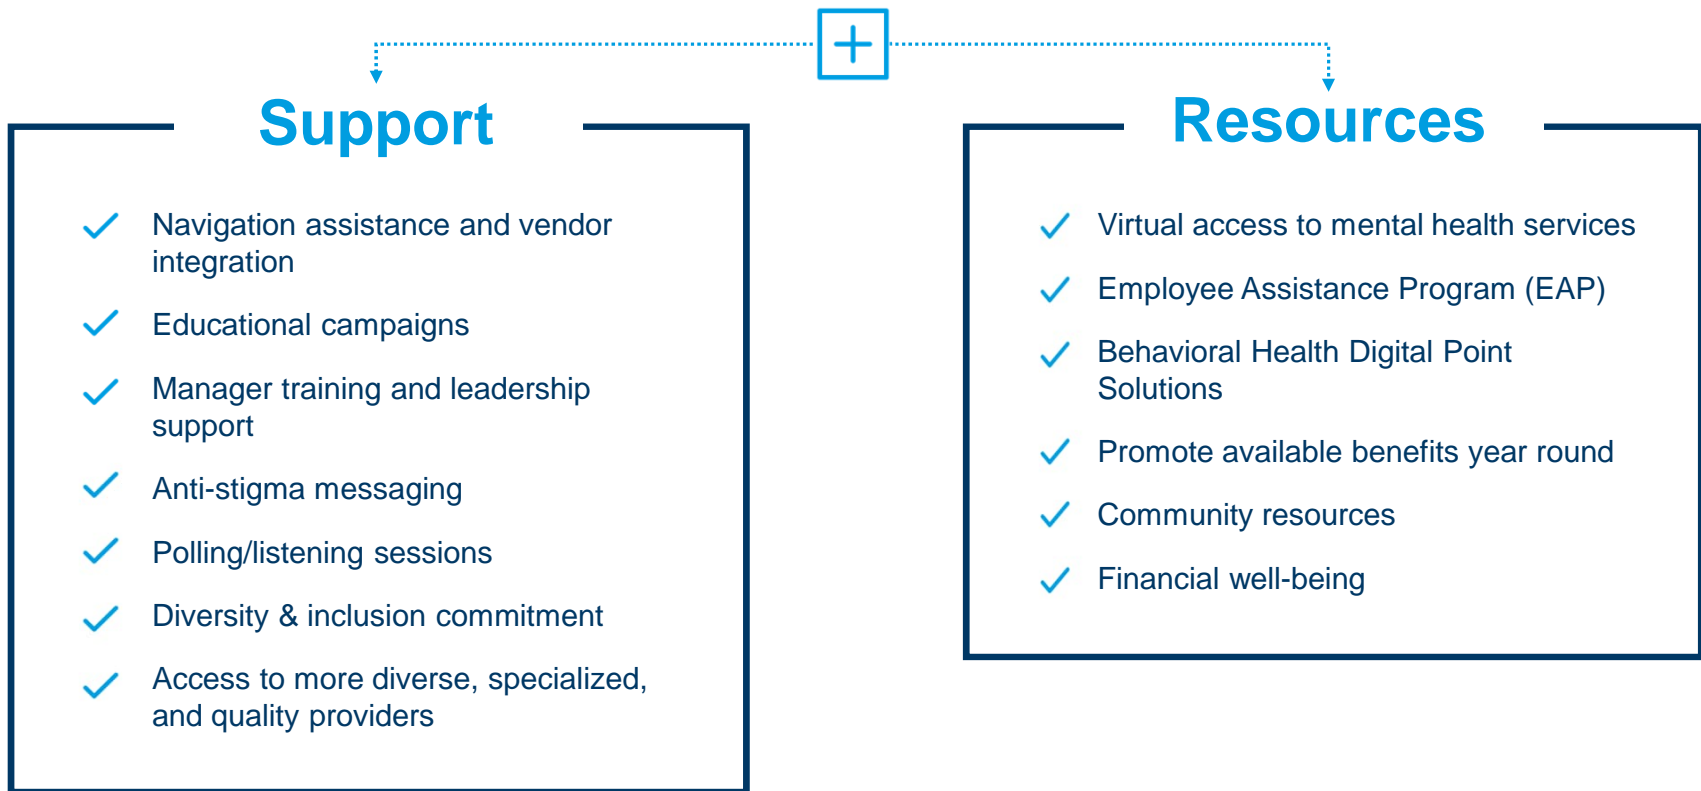 Support
Navigation assistance and vendor
integration
Educational campaigns
Manager training and leadership
support
Anti-stigma messaging
Polling/listening sessions
Diversity & inclusion commitment
Access to more diverse, specialized,
and quality providers
Resources
Virtual access to mental health services
Employee Assistance Program (EAP)
Behavioral Health Digital Point
Solutions
Promote available benefits year round
Community resources
Financial well-being